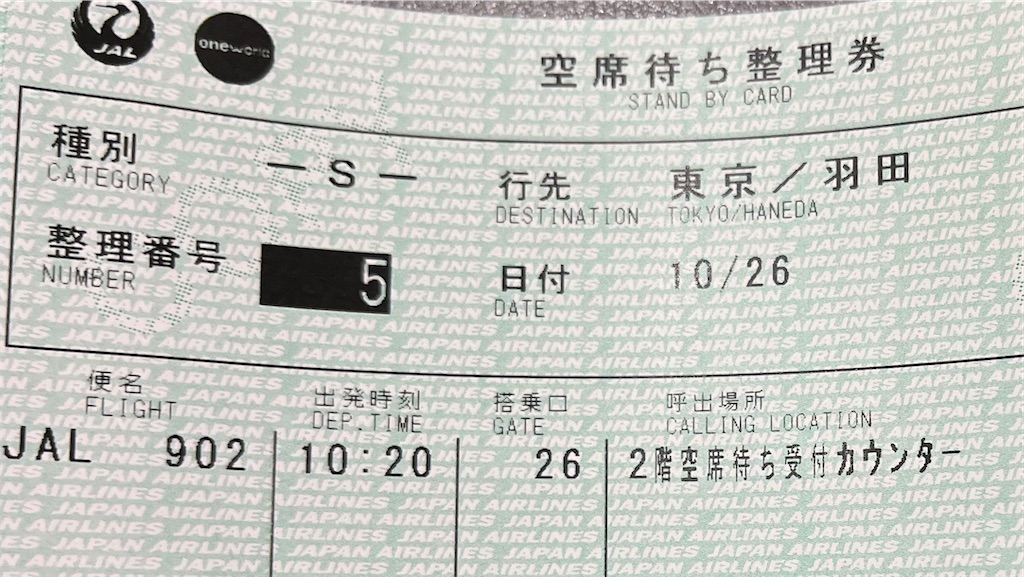 JAL
oneworld
空席待ち整理券
STAND BY CARD
種別
CATEGORY
— S —
行先
DESTINATION
東京／羽田
TOKYO/HANEDA
整理番号
NUMBER
5
日付
DATE
10/26
便名
FLIGHT
JAL 902
出発時刻
DEP.TIME
10:20
搭乗口
GATE
26
呼出場所
CALLING LOCATION
2階空席待ち受付カウンター
JAPAN AIRLINES